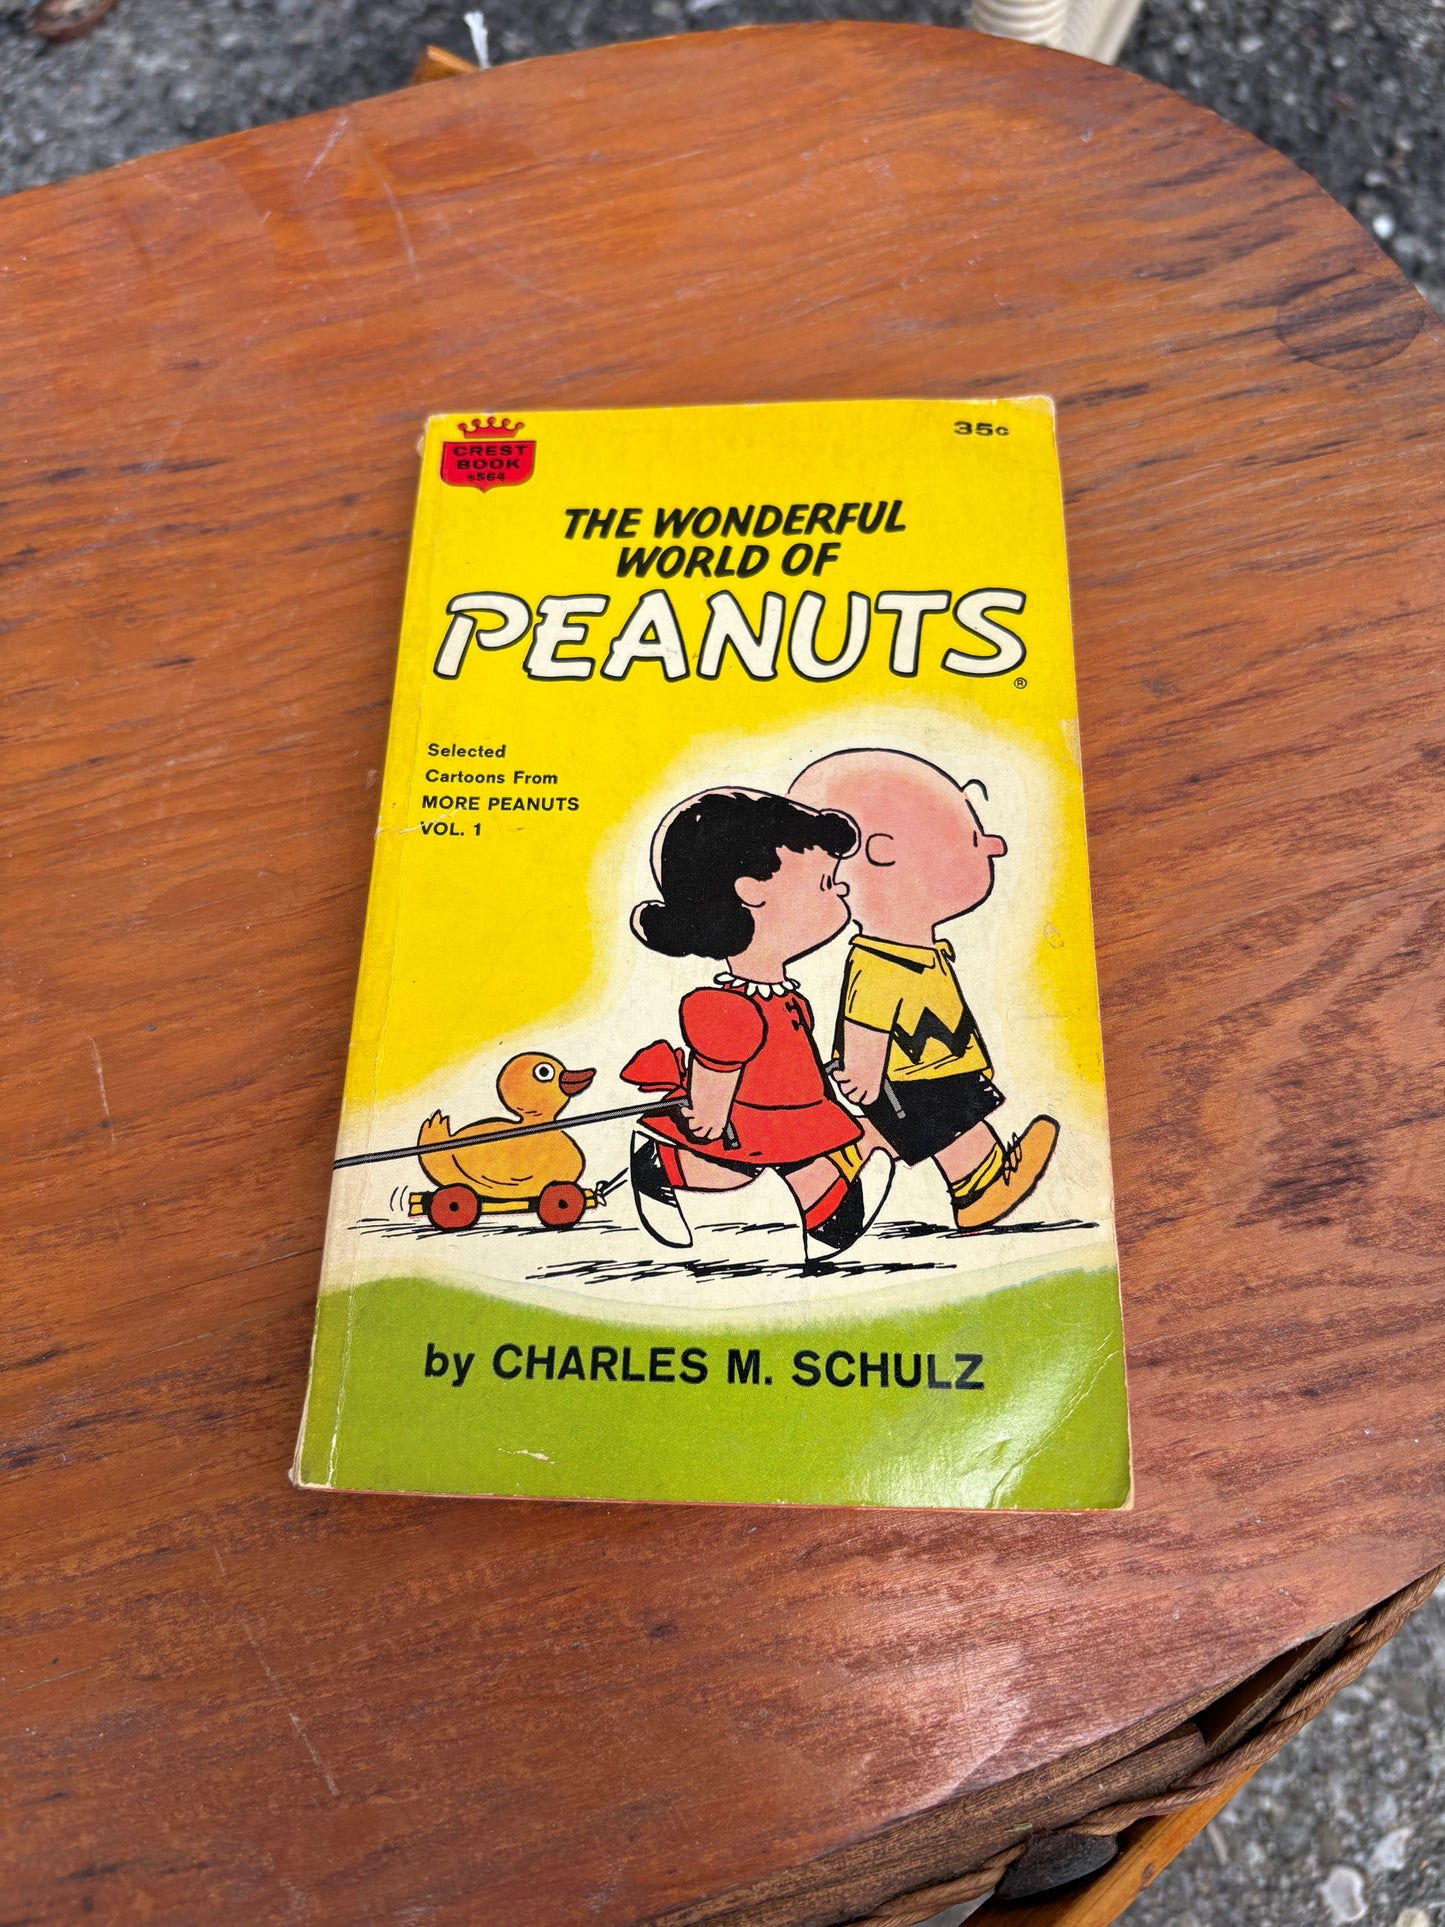 CREST
BOOK
s564
35¢
THE WONDERFUL
WORLD OF
PEANUTS®
Selected
Cartoons From
MORE PEANUTS
VOL. 1
by CHARLES M. SCHULZ